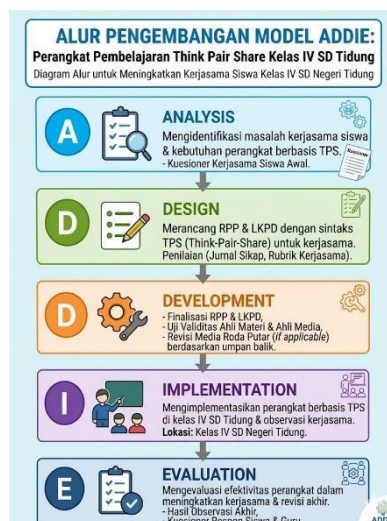 ALUR PENGEMBANGAN MODEL ADDIE:
Perangkat Pembelajaran Think Pair Share Kelas IV SD Tidung
Diagram Alur untuk Meningkatkan Kerjasama Siswa Kelas IV SD Negeri Tidung
A
ANALYSIS
Mengidentifikasi masalah kerjasama siswa
& kebutuhan perangkat berbasis TPS.
- Kuesioner Kerjasama Siswa Awal.
Kuesioner
D
DESIGN
Merancang RPP & LKPD dengan sintaks
TPS (Think-Pair-Share) untuk kerjasama.
Penilaian (Jurnal Sikap, Rubrik Kerjasama).
D
DEVELOPMENT
- Finalisasi RPP & LKPD,
- Uji Validitas Ahli Materi & Ahli Media,
- Revisi Media Roda Putar (if applicable)
berdasarkan umpan balik.
I
IMPLEMENTATION
Mengimplementasikan perangkat berbasis TPS
di kelas IV SD Tidung & observasi kerjasama.
Lokasi: Kelas IV SD Negeri Tidung.
E
EVALUATION
Mengevaluasi efektivitas perangkat dalam
meningkatkan kerjasama & revisi akhir.
- Hasil Observasi Akhir,
- Kuesioner Respon Siswa & Guru